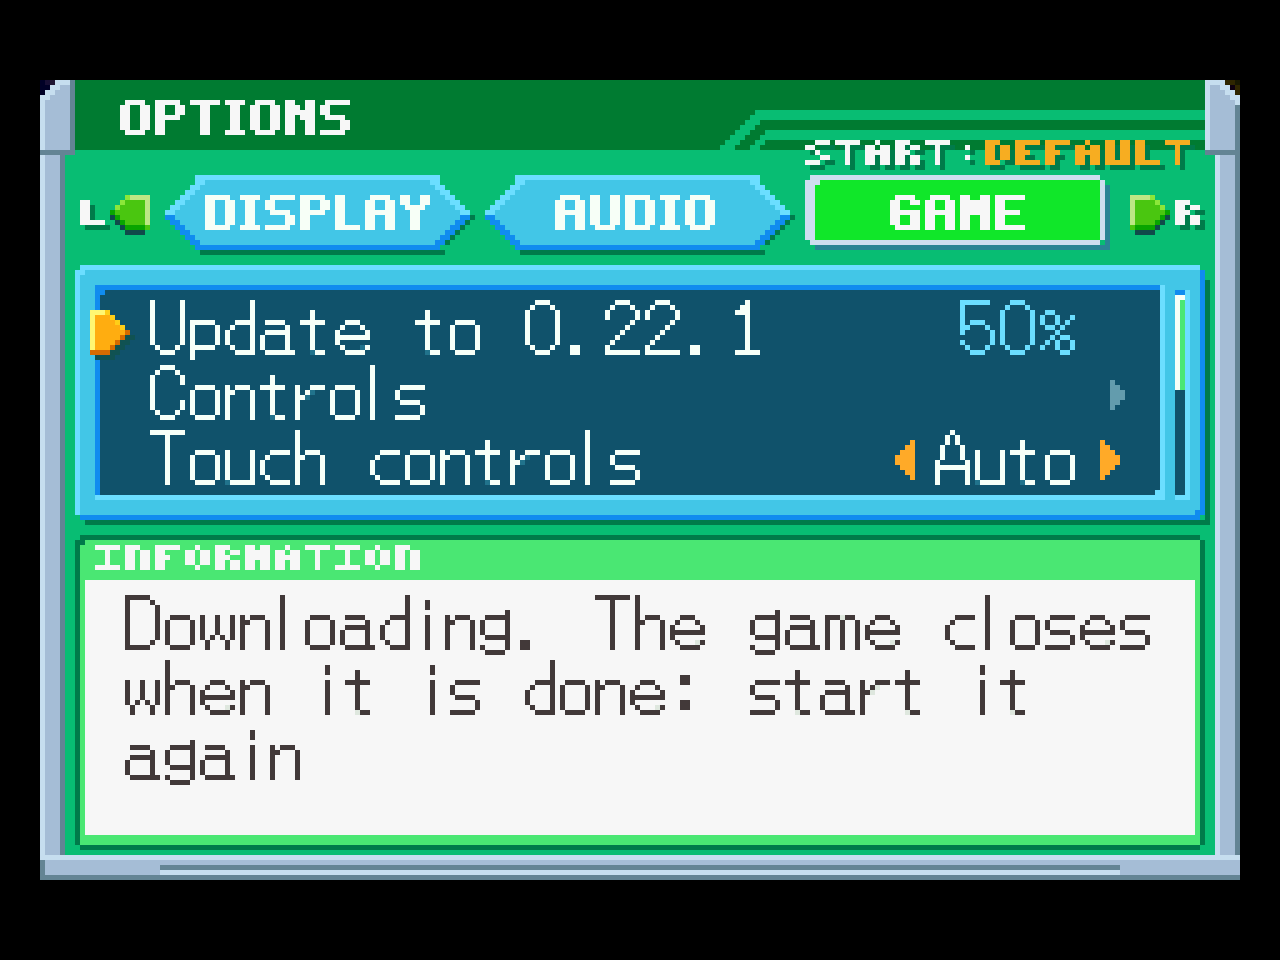 OPTIONS
START:DEFAULT
L DISPLAY AUDIO GAME R
Update to 0.22.1 50%
Controls
Touch controls Auto
INFORMATION
Downloading. The game closes
when it is done: start it
again